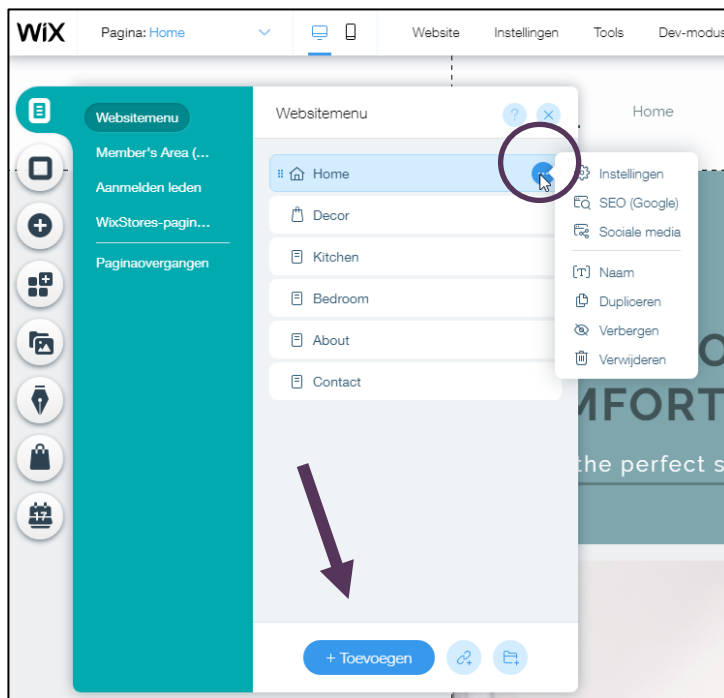 WiX Pagina: Home Website Instellingen Tools Dev-modus
Websitemenu
Member's Area (...
Aanmelden leden
WixStores-pagin...
Paginaovergangen
Websitemenu ? ×
Home
Decor
Kitchen
Bedroom
About
Contact
+ Toevoegen
Instellingen
SEO (Google)
Sociale media
[T] Naam
Dupliceren
Verbergen
Verwijderen
Home
MFORT
the perfect s
17